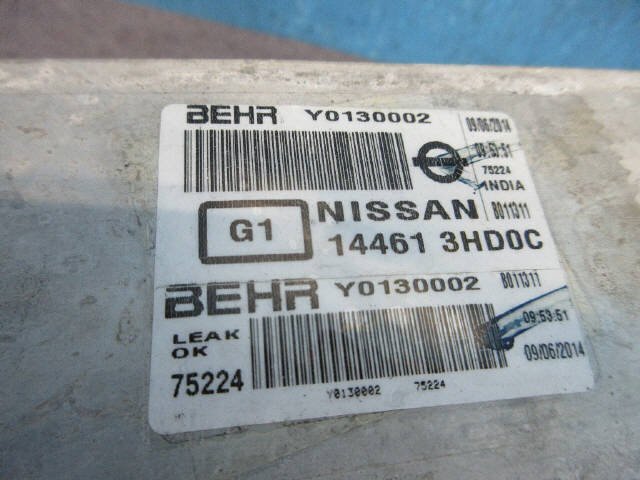 BEHR Y0130002
09/06/2014
09:53:51
75224
INDIA
G1
NISSAN
14461 3HD0C
B011311
BEHR Y0130002
B011311
LEAK
OK
75224
Y0130002 75224
09:53:51
09/06/2014